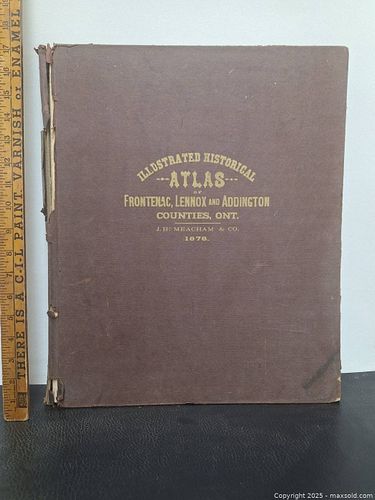 ILLUSTRATED HISTORICAL
ATLAS
OF
FRONTENAC, LENNOX AND ADDINGTON
COUNTIES, ONT.
J. H. MEACHAM & CO.
1878.
THERE IS A C-I-L PAINT, VARNISH OR ENAMEL
Copyright © 2025 - maxsold.com